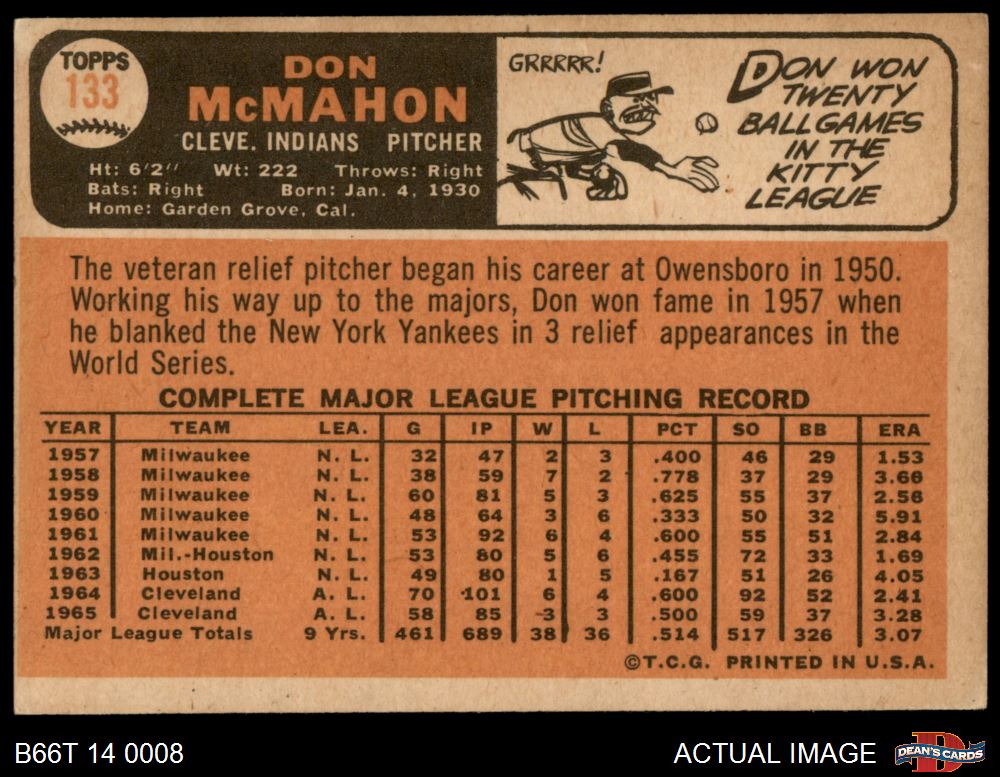 TOPPS
133
DON
McMAHON
CLEVE. INDIANS PITCHER
Ht: 6'2" Wt: 222 Throws: Right
Bats: Right Born: Jan. 4, 1930
Home: Garden Grove, Cal.
GRRRRR!
DON WON
TWENTY
BALL GAMES
IN THE
KITTY
LEAGUE
The veteran relief pitcher began his career at Owensboro in 1950.
Working his way up to the majors, Don won fame in 1957 when
he blanked the New York Yankees in 3 relief appearances in the
World Series.
COMPLETE MAJOR LEAGUE PITCHING RECORD
YEAR TEAM LEA. G IP W L PCT SO BB ERA
1957 Milwaukee N. L. 32 47 2 3 .400 46 29 1.53
1958 Milwaukee N. L. 38 59 7 2 .778 37 29 3.66
1959 Milwaukee N. L. 60 81 5 3 .625 55 37 2.56
1960 Milwaukee N. L. 48 64 3 6 .333 50 32 5.91
1961 Milwaukee N. L. 53 92 6 4 .600 55 51 2.84
1962 Mil.-Houston N. L. 53 80 5 6 .455 72 33 1.69
1963 Houston N. L. 49 80 1 5 .167 51 26 4.05
1964 Cleveland A. L. 70 101 6 4 .600 92 52 2.41
1965 Cleveland A. L. 58 85 3 3 .500 59 37 3.28
Major League Totals 9 Yrs. 461 689 38 36 .514 517 326 3.07
©T.C.G. PRINTED IN U.S.A.
B66T 14 0008
ACTUAL IMAGE
DEAN'S CARDS